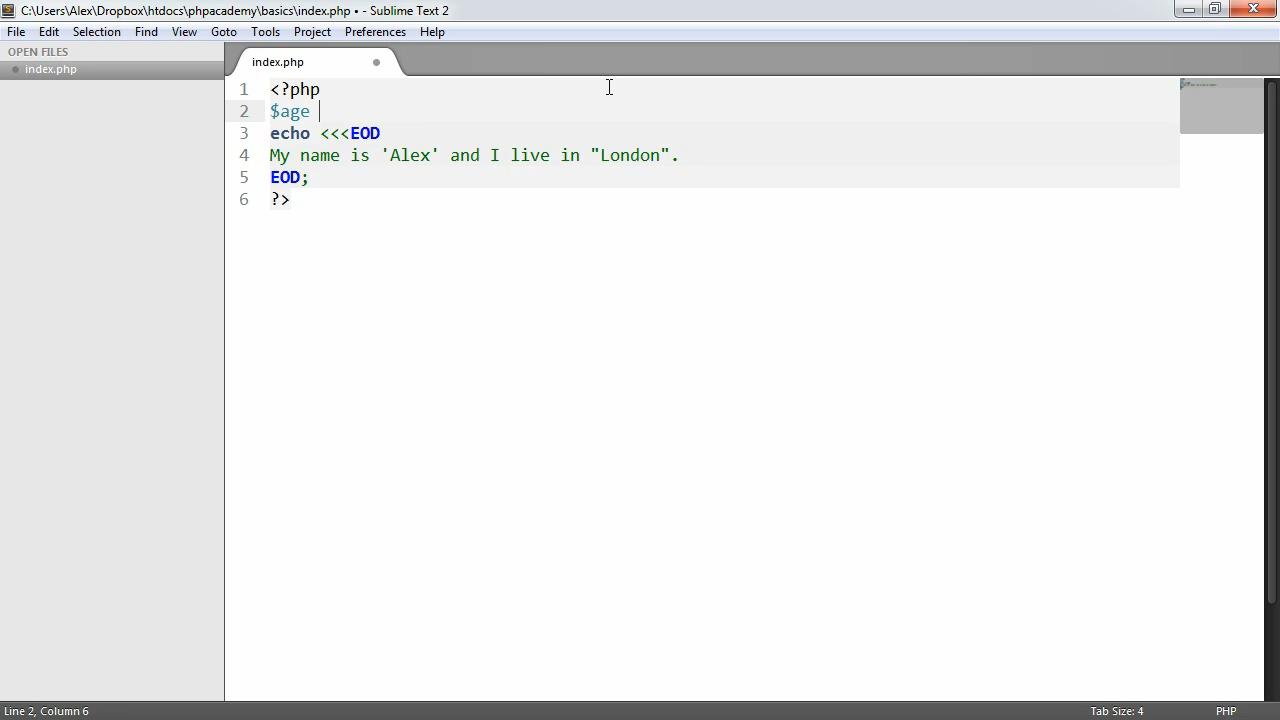 C:\Users\Alex\Dropbox\htdocs\phpacademy\basics\index.php • - Sublime Text 2
File Edit Selection Find View Goto Tools Project Preferences Help
OPEN FILES
index.php
index.php
1 <?php
2 $age
3 echo <<<EOD
4 My name is 'Alex' and I live in "London".
5 EOD;
6 ?>
Line 2, Column 6 Tab Size: 4 PHP